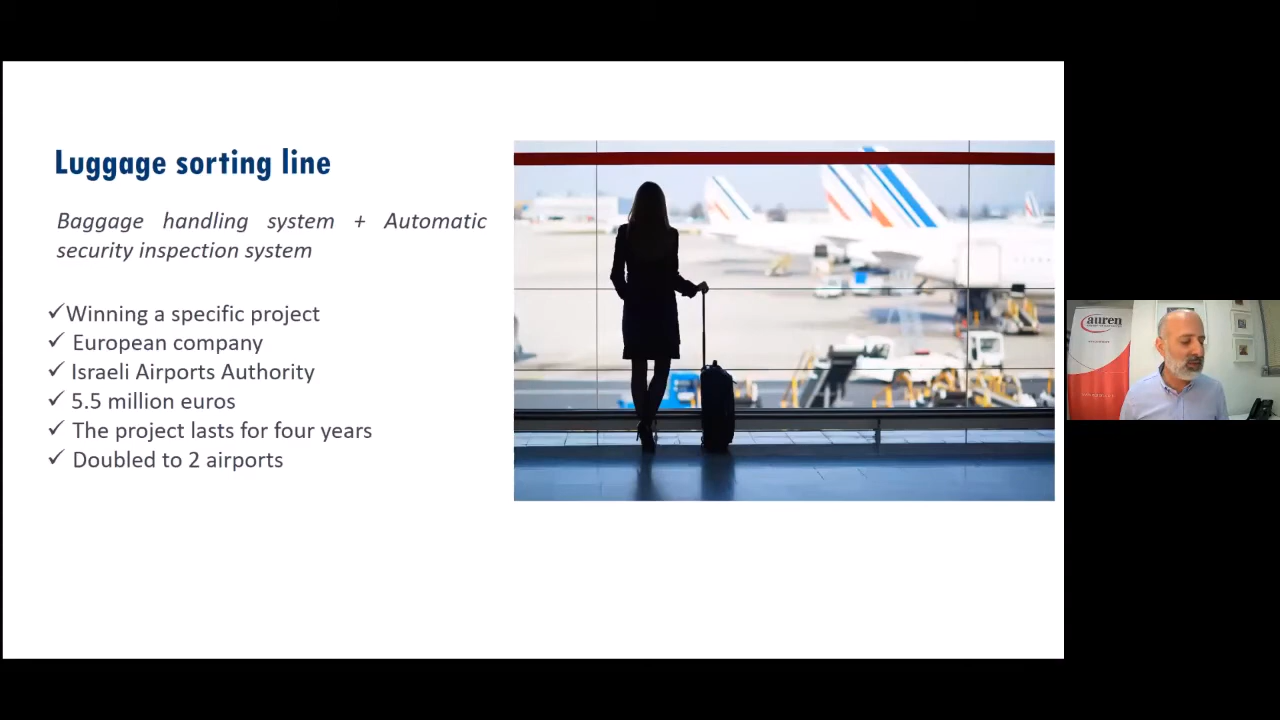 Luggage sorting line
Baggage handling system + Automatic
security inspection system
✓Winning a specific project
✓ European company
✓ Israeli Airports Authority
✓ 5.5 million euros
✓ The project lasts for four years
✓ Doubled to 2 airports
auren